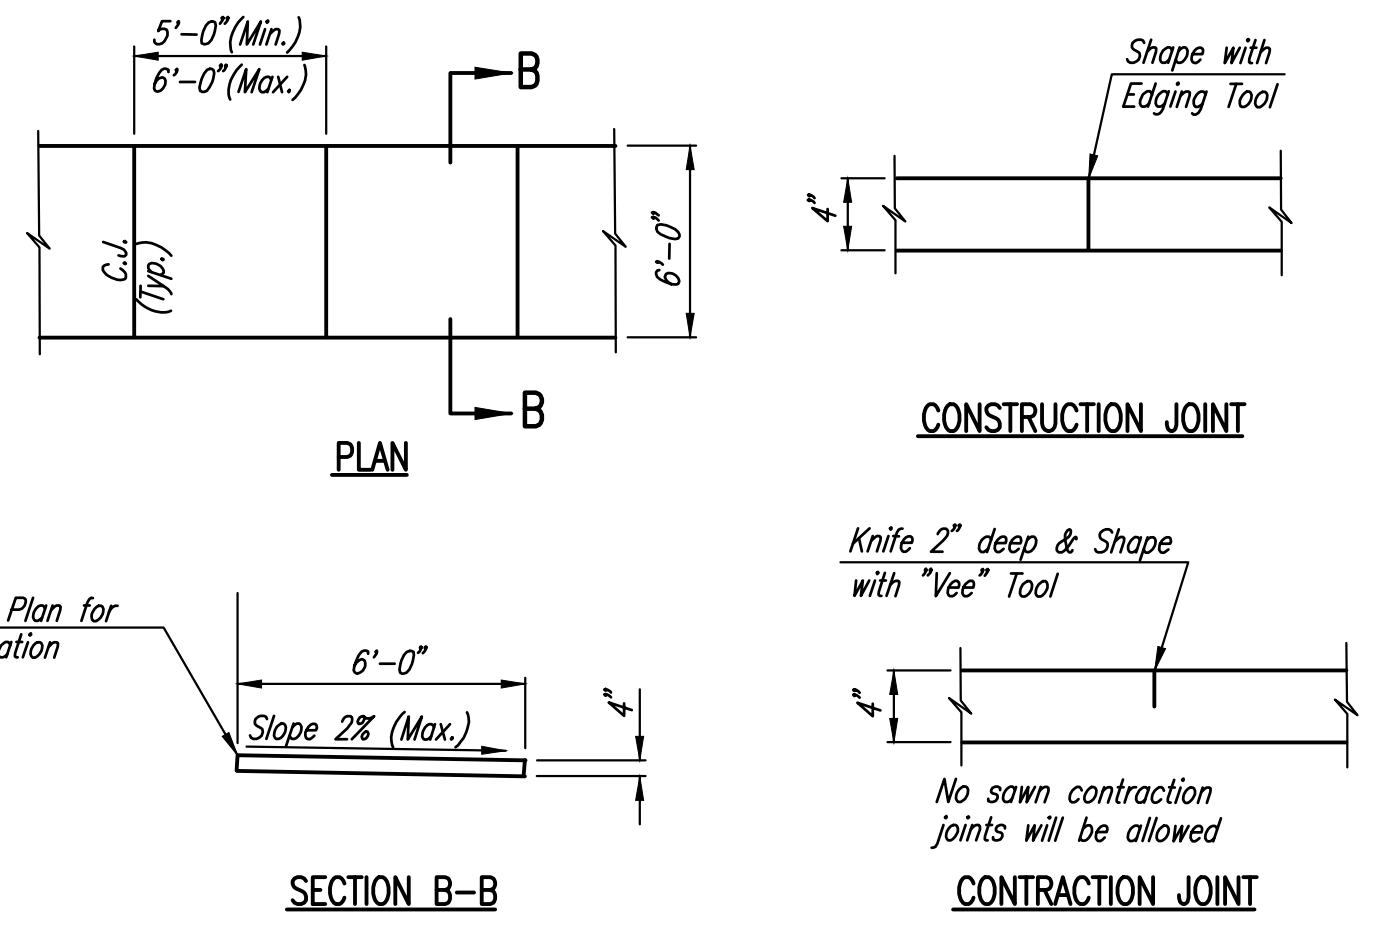 5'-0"(Min.)
6'-0"(Max.)
B
C.J.
(Typ.)
6'-0"
B
PLAN
Shape with
Edging Tool
4"
CONSTRUCTION JOINT
Plan for
ation
6'-0"
Slope 2% (Max.)
4"
SECTION B-B
Knife 2" deep & Shape
with "Vee" Tool
4"
No sawn contraction
joints will be allowed
CONTRACTION JOINT